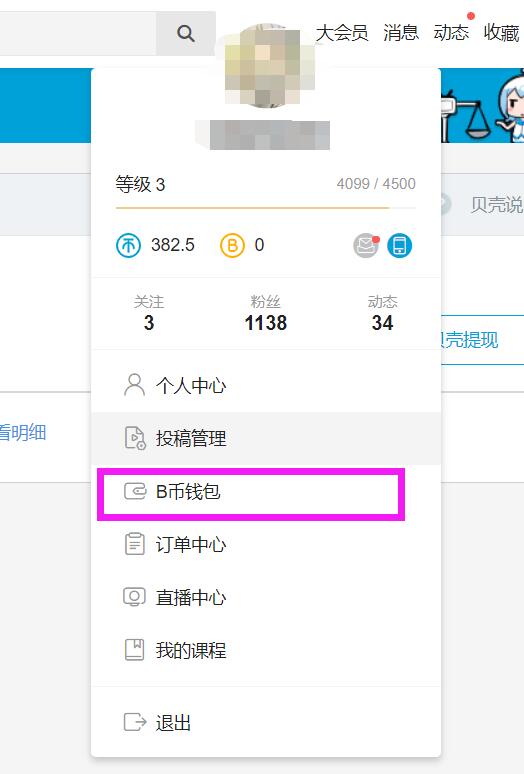 大会员 消息 动态 收藏
等级 3 4099 / 4500
贝壳说
382.5 B 0
关注 粉丝 动态
3 1138 34
贝壳提现
个人中心
看明细
投稿管理
B币钱包
订单中心
直播中心
我的课程
退出